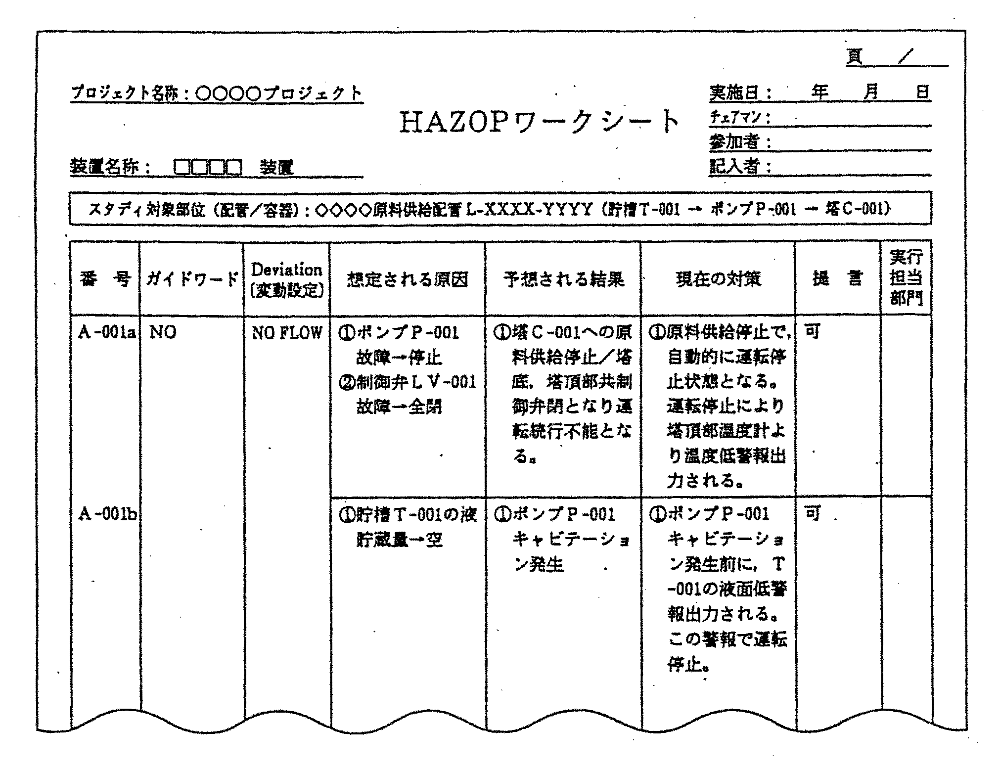 頁　／
プロジェクト名称：○○○○プロジェクト
実施日：　年　月　日
HAZOPワークシート
チェアマン：
参加者：
装置名称：　□□□□　装置
記入者：
スタディ対象部位（配管／容器）：◇◇◇◇原料供給配管 L-XXXX-YYYY（貯槽T-001 → ポンプP-001 → 塔C-001）
番　号
ガイドワード
Deviation
（変動設定）
想定される原因
予想される結果
現在の対策
提　言
実行
担当
部門
A-001a
NO
NO FLOW
①ポンプP-001
故障→停止
②制御弁LV-001
故障→全閉
①塔C-001への原
料供給停止／塔
底，塔頂部共制
御弁閉となり運
転続行不能とな
る。
①原料供給停止で，
自動的に運転停
止状態となる。
運転停止により
塔頂部温度計よ
り温度低警報出
力される。
可
A-001b
①貯槽T-001の液
貯蔵量→空
①ポンプP-001
キャビテーショ
ン発生
①ポンプP-001
キャビテーショ
ン発生前に，T
-001の液面低警
報出力される。
この警報で運転
停止。
可